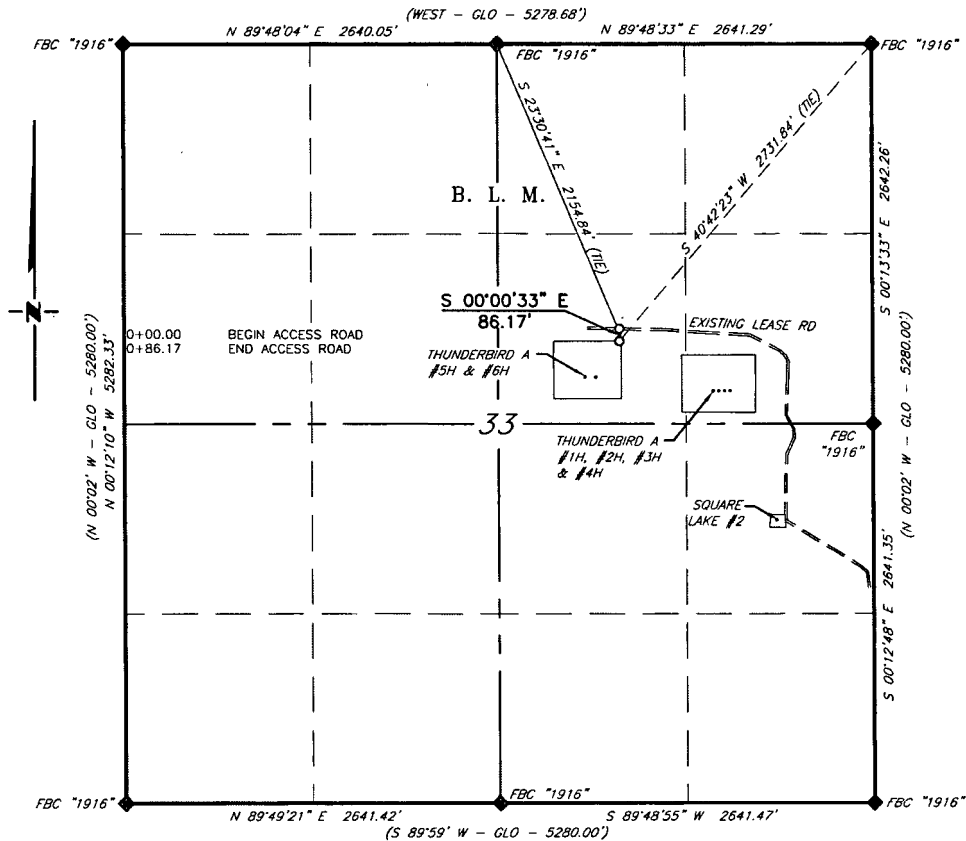 (WEST - GLO - 5278.68')
N 89°48'04" E 2640.05'
N 89°48'33" E 2641.29'
FBC "1916"
FBC "1916"
FBC "1916"
S 23°30'41" E 2154.84' (TIE)
S 40°42'23" W 2731.84' (TIE)
S 00°13'33" E 2642.26'
B. L. M.
N
S 00°00'33" E
86.17'
EXISTING LEASE RD
0+00.00 BEGIN ACCESS ROAD
0+86.17 END ACCESS ROAD
THUNDERBIRD A
#5H & #6H
(N 00°02' W - GLO - 5280.00')
N 00°12'10" W 5282.33'
(N 00°02' W - GLO - 5280.00')
33
THUNDERBIRD A
#1H, #2H, #3H
& #4H
FBC
"1916"
SQUARE
LAKE #2
S 00°12'48" E 2641.35'
FBC "1916"
FBC "1916"
FBC "1916"
N 89°49'21" E 2641.42'
S 89°48'55" W 2641.47'
(S 89°59' W - GLO - 5280.00')